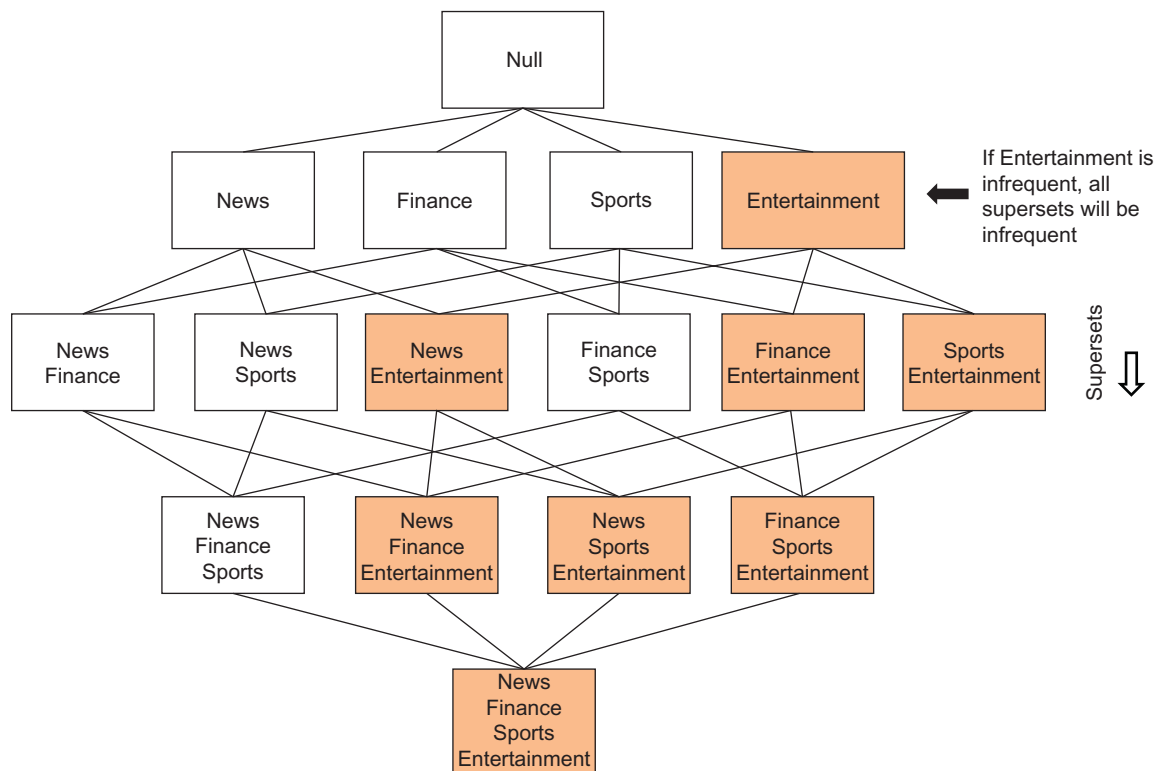 Null
News
Finance
Sports
Entertainment
If Entertainment is
infrequent, all
supersets will be
infrequent
News
Finance
News
Sports
News
Entertainment
Finance
Sports
Finance
Entertainment
Sports
Entertainment
Supersets
News
Finance
Sports
News
Finance
Entertainment
News
Sports
Entertainment
Finance
Sports
Entertainment
News
Finance
Sports
Entertainment